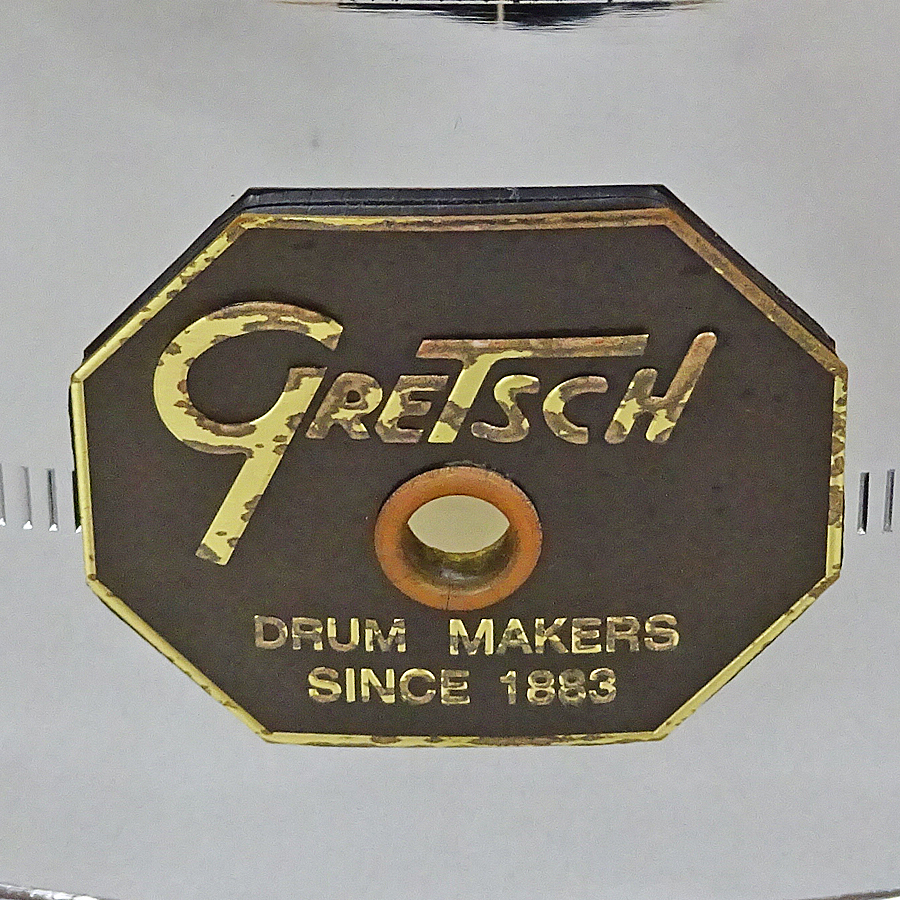 GRETSCH
DRUM MAKERS
SINCE 1883